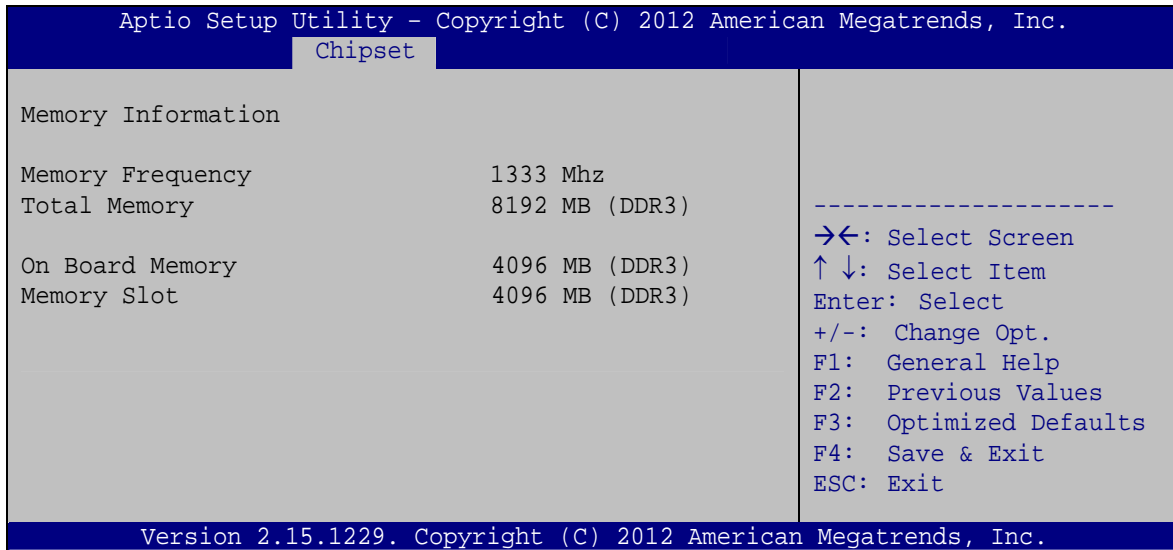 Aptio Setup Utility – Copyright (C) 2012 American Megatrends, Inc.
Chipset
Memory Information
Memory Frequency 1333 Mhz
Total Memory 8192 MB (DDR3)
On Board Memory 4096 MB (DDR3)
Memory Slot 4096 MB (DDR3)
---------------------
→←: Select Screen
↑ ↓: Select Item
Enter: Select
+/-: Change Opt.
F1: General Help
F2: Previous Values
F3: Optimized Defaults
F4: Save & Exit
ESC: Exit
Version 2.15.1229. Copyright (C) 2012 American Megatrends, Inc.